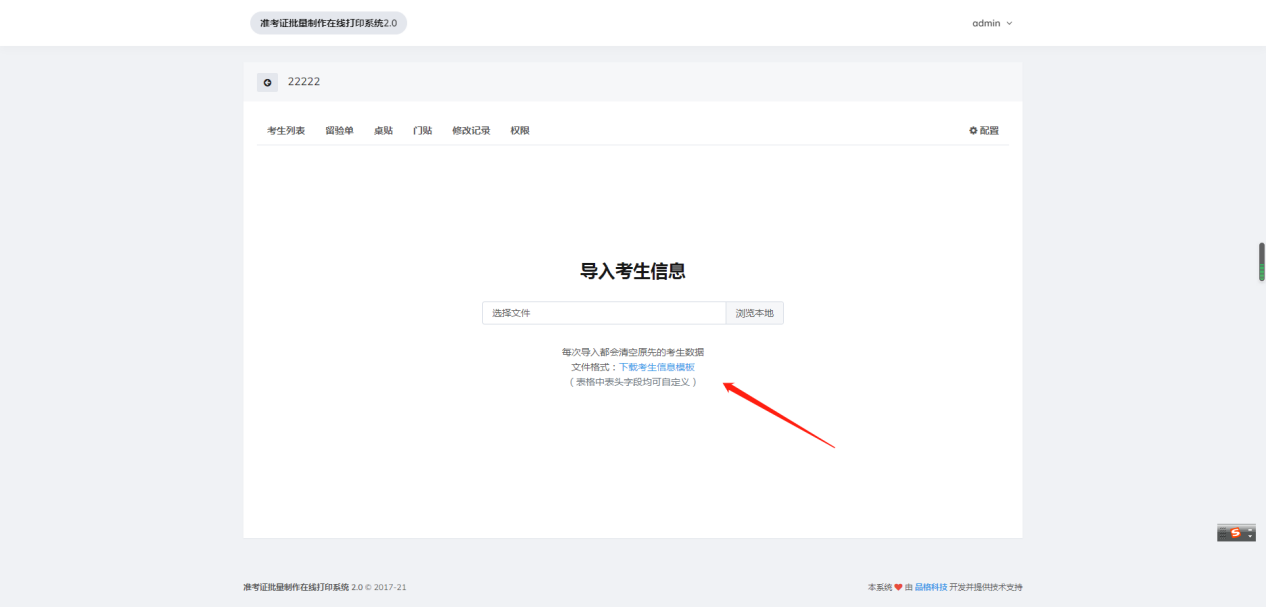 准考证批量制作在线打印系统2.0
admin
22222
考生列表 留验单 桌贴 门贴 修改记录 权限 配置
导入考生信息
选择文件 浏览本地
每次导入都会清空原先的考生数据
文件格式：下载考生信息模板
（表格中表头字段均可自定义）
准考证批量制作在线打印系统 2.0 © 2017-21
本系统 ❤ 由 品格科技 开发并提供技术支持